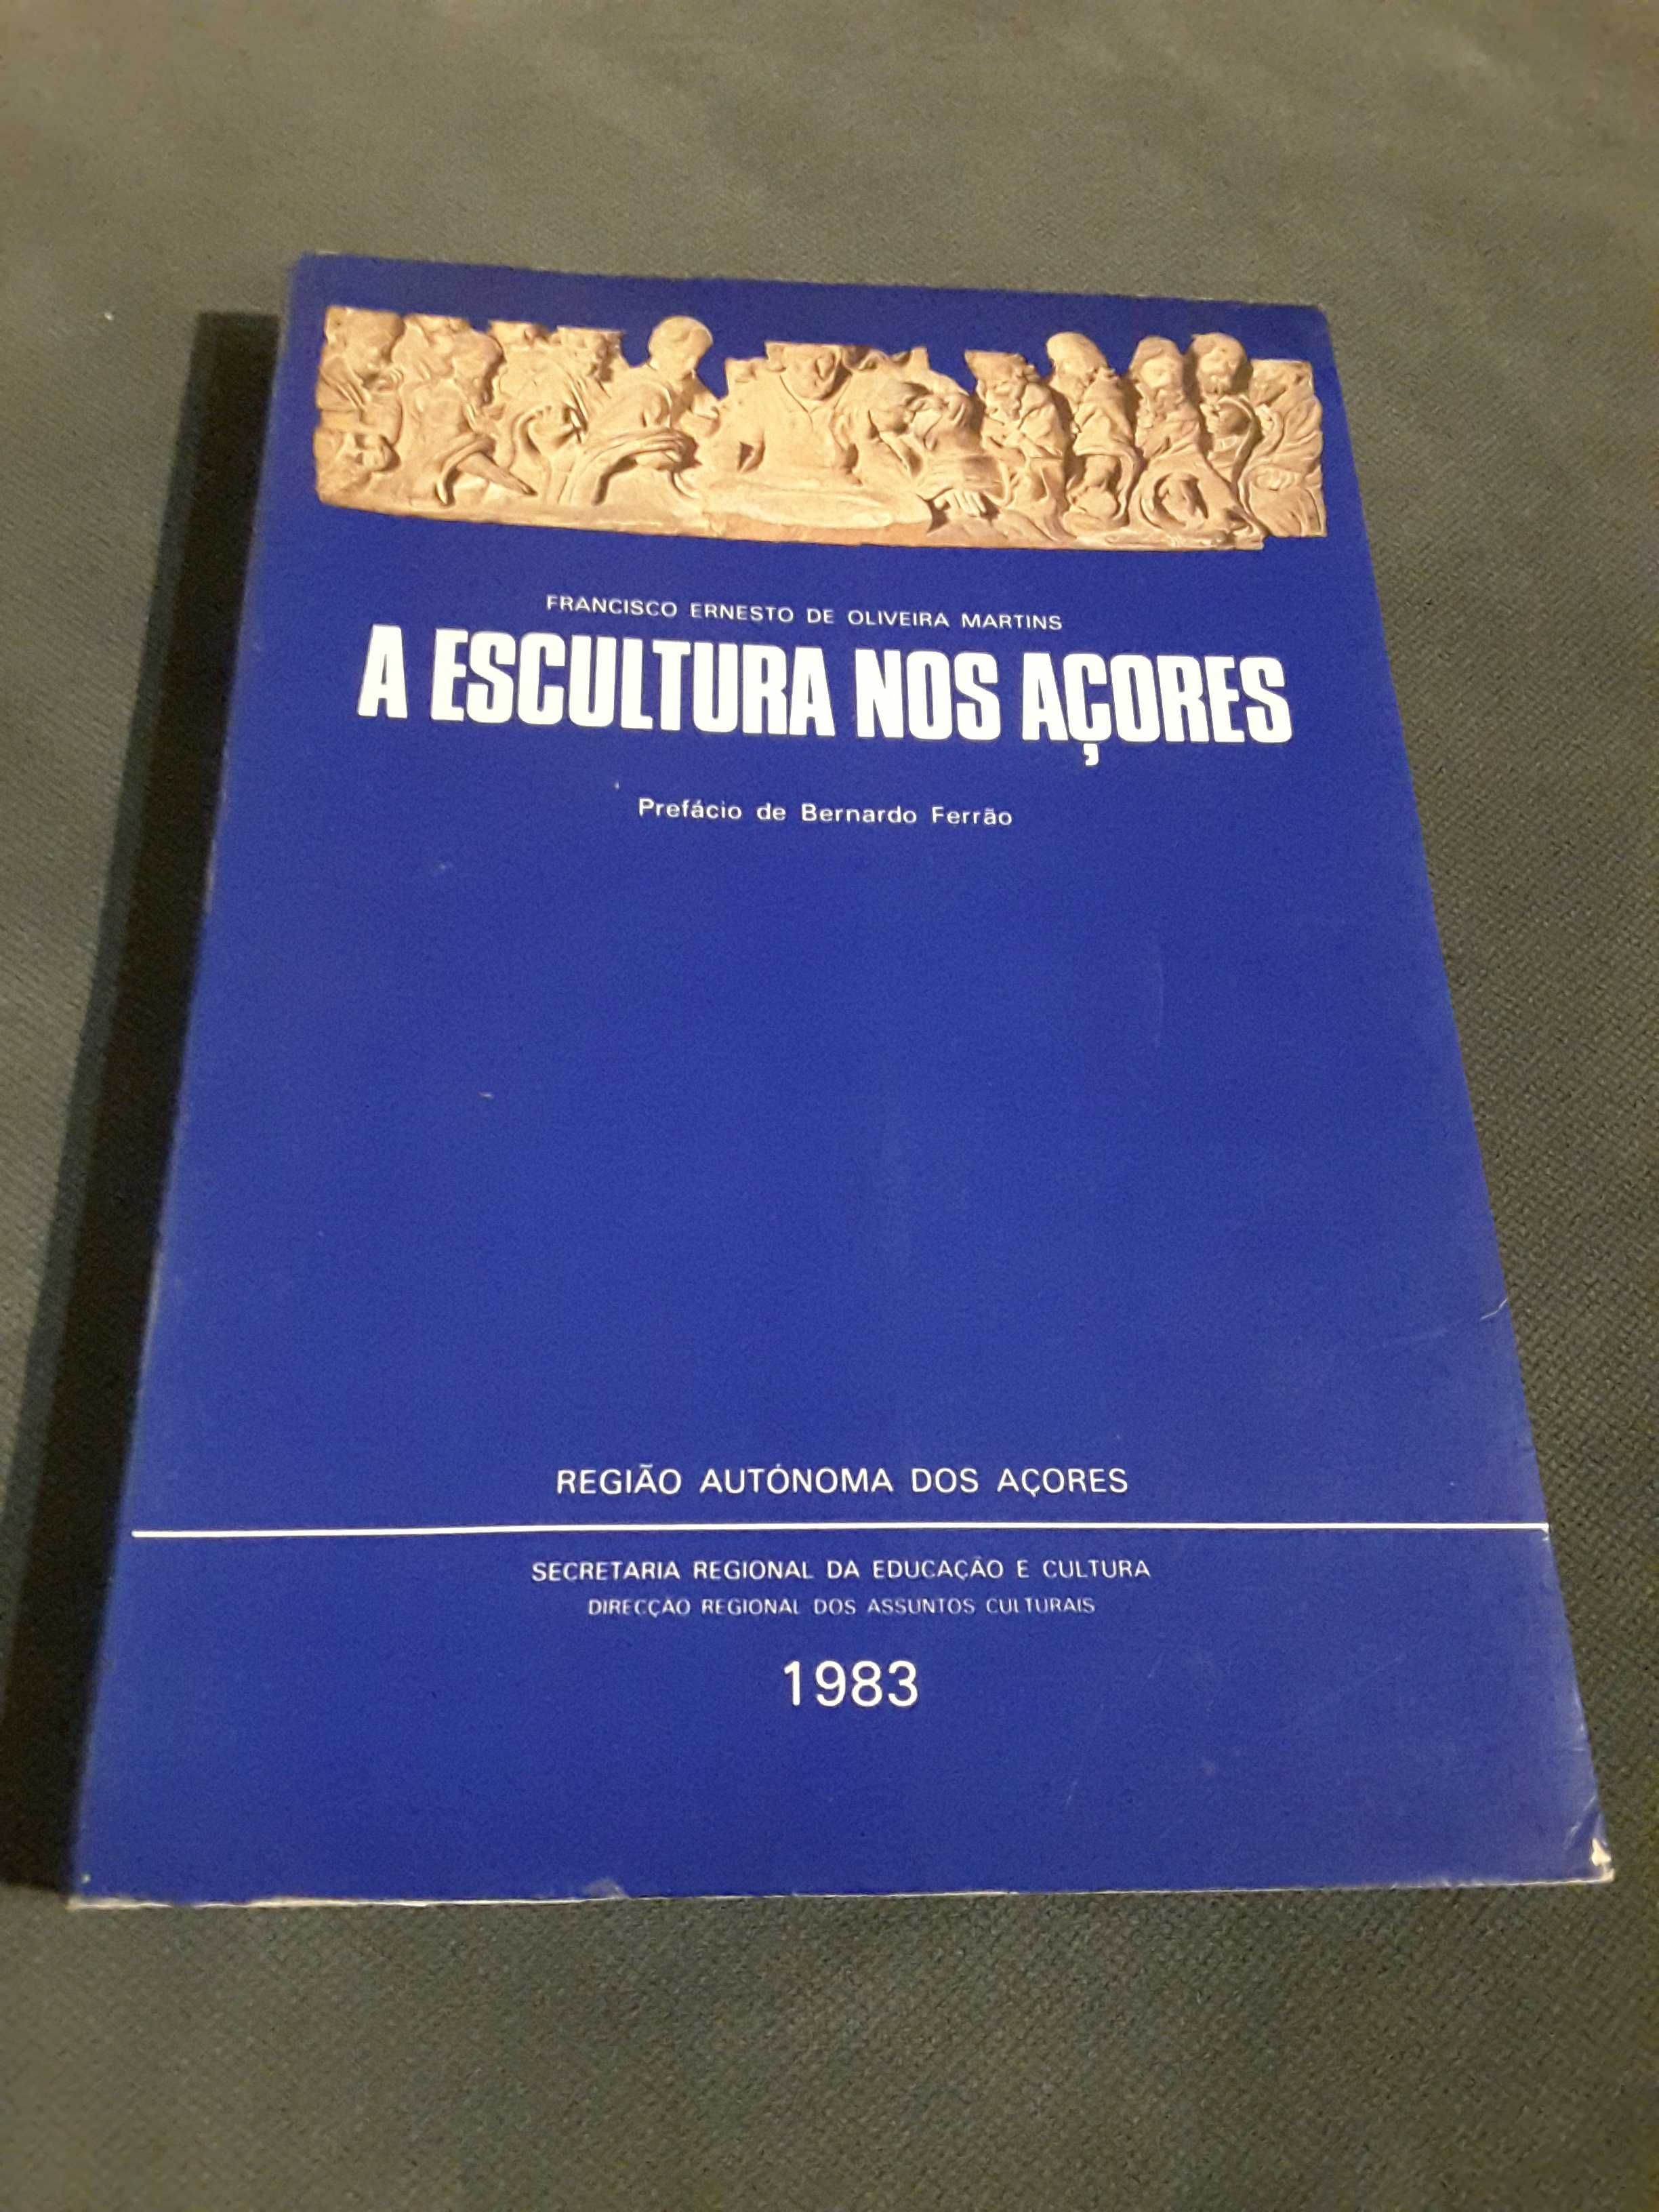 FRANCISCO ERNESTO DE OLIVEIRA MARTINS
A ESCULTURA NOS AÇORES
Prefácio de Bernardo Ferrão
REGIÃO AUTÓNOMA DOS AÇORES
SECRETARIA REGIONAL DA EDUCAÇÃO E CULTURA
DIRECÇÃO REGIONAL DOS ASSUNTOS CULTURAIS
1983